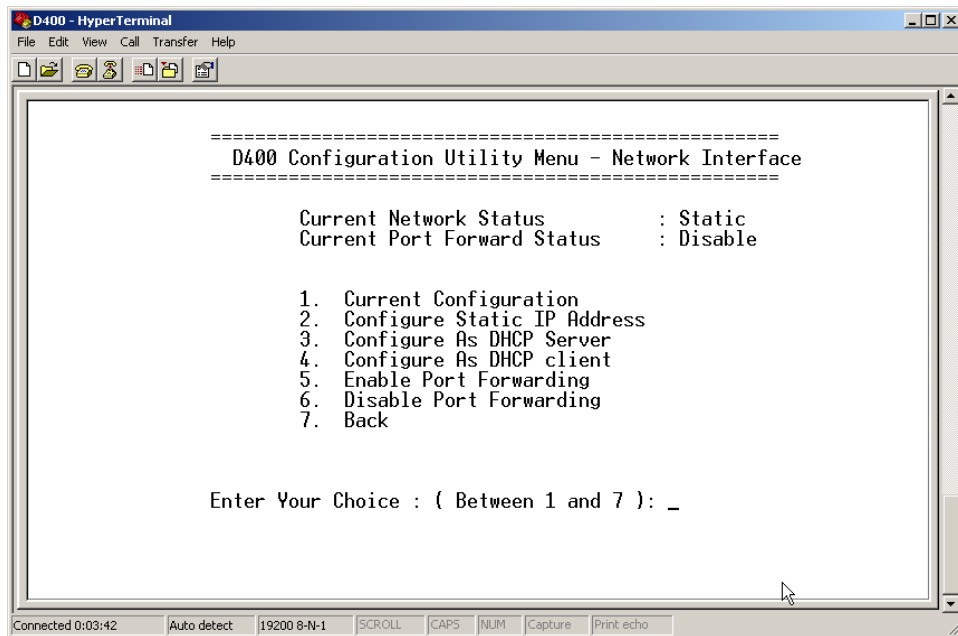 D400 - HyperTerminal
File Edit View Call Transfer Help
===================================================
D400 Configuration Utility Menu - Network Interface
===================================================
Current Network Status : Static
Current Port Forward Status : Disable
1. Current Configuration
2. Configure Static IP Address
3. Configure As DHCP Server
4. Configure As DHCP client
5. Enable Port Forwarding
6. Disable Port Forwarding
7. Back
Enter Your Choice : ( Between 1 and 7 ): _
Connected 0:03:42 Auto detect 19200 8-N-1 SCROLL CAPS NUM Capture Print echo